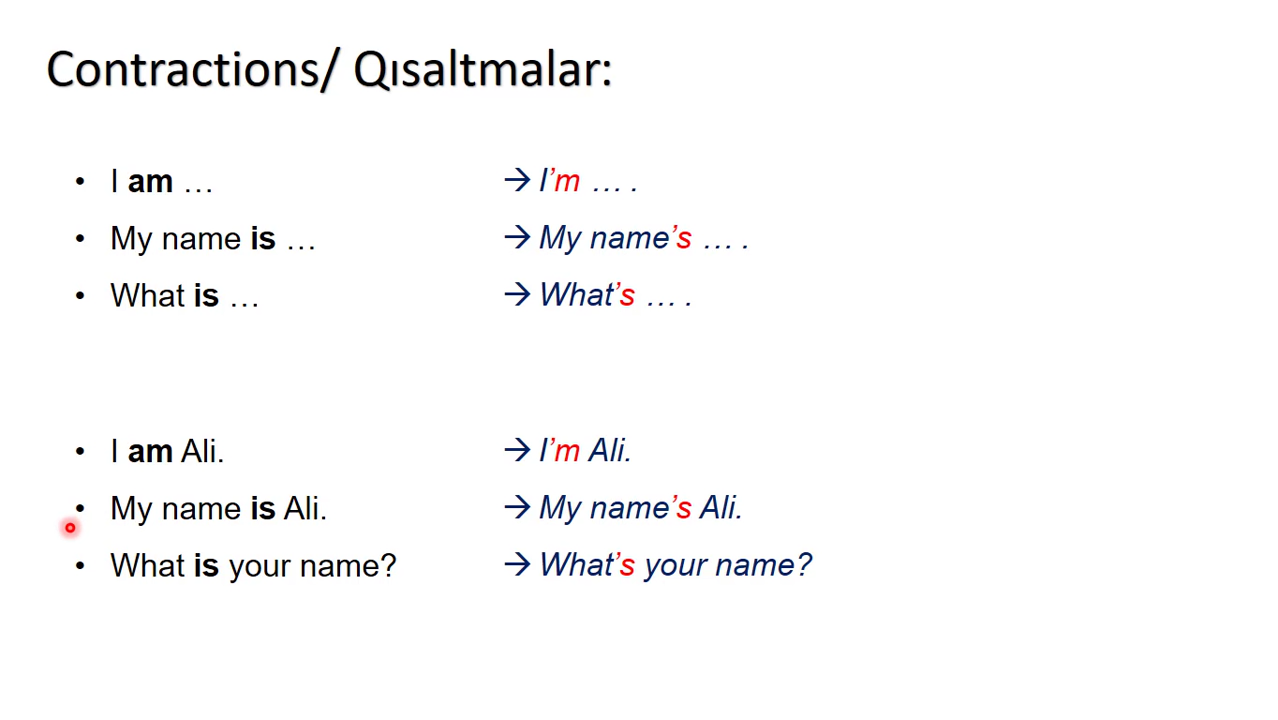 Contractions/ Qısaltmalar:
• I am … → I’m … .
• My name is … → My name’s … .
• What is … → What’s … .
• I am Ali. → I’m Ali.
• My name is Ali. → My name’s Ali.
• What is your name? → What’s your name?